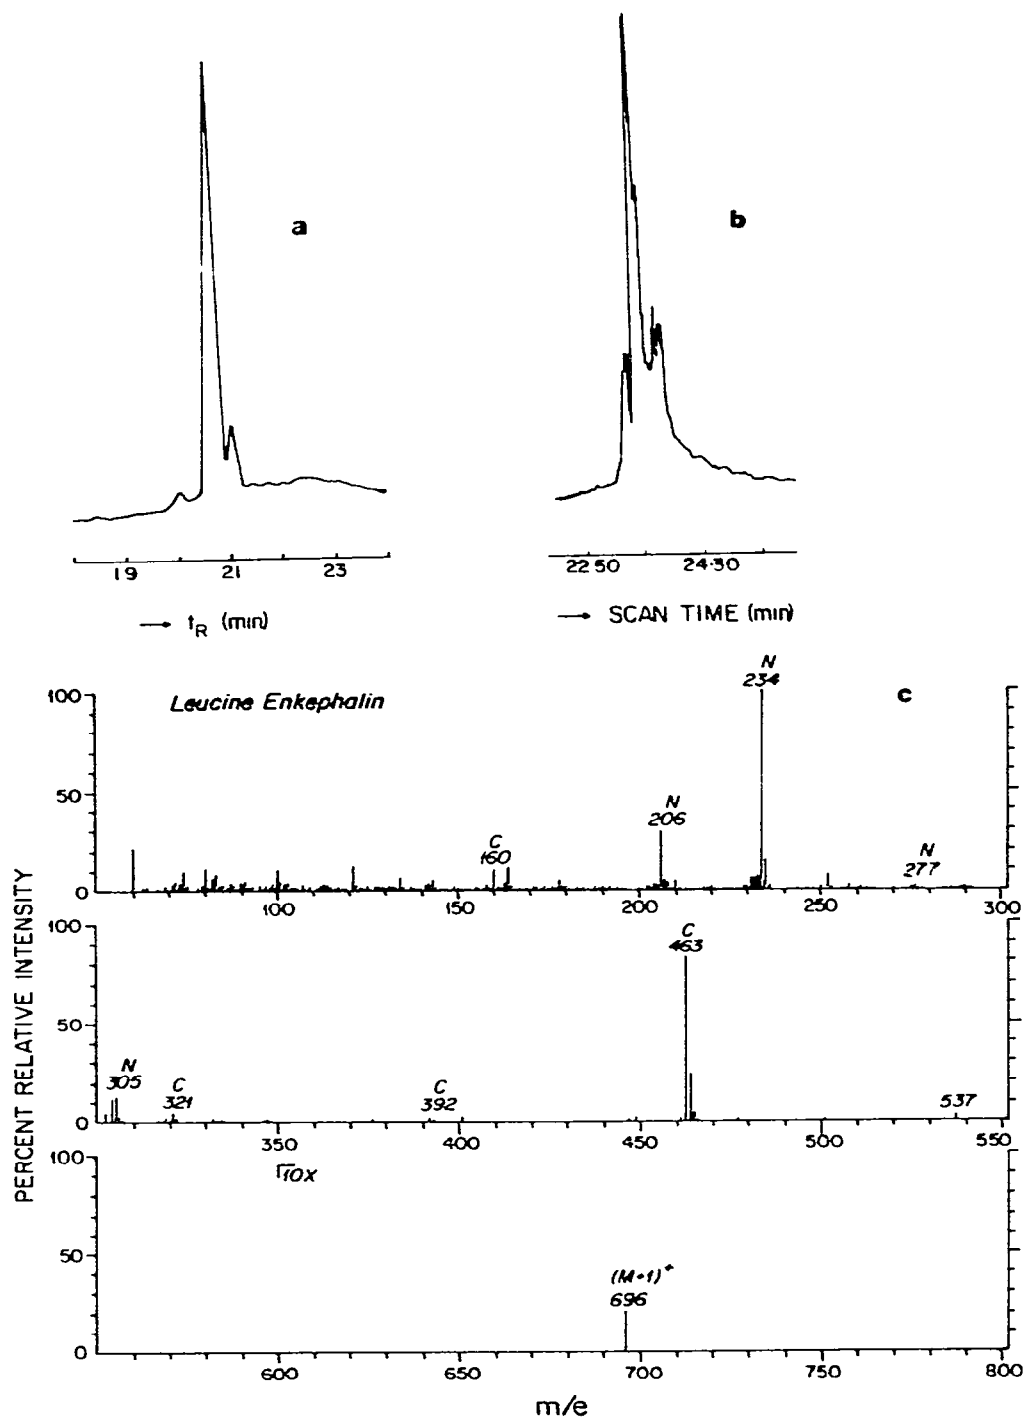 a
b
19 21 23
22 50 24·30
→ tR (min)
→ SCAN TIME (min)
Leucine Enkephalin
c
PERCENT RELATIVE INTENSITY
100
50
0
C
160
N
206
N
234
N
277
100 150 200 250 300
100
50
0
N
305
C
321
C
392
C
463
537
350 400 450 500 550
100
50
0
10x
(M+1)+
696
600 650 700 750 800
m/e